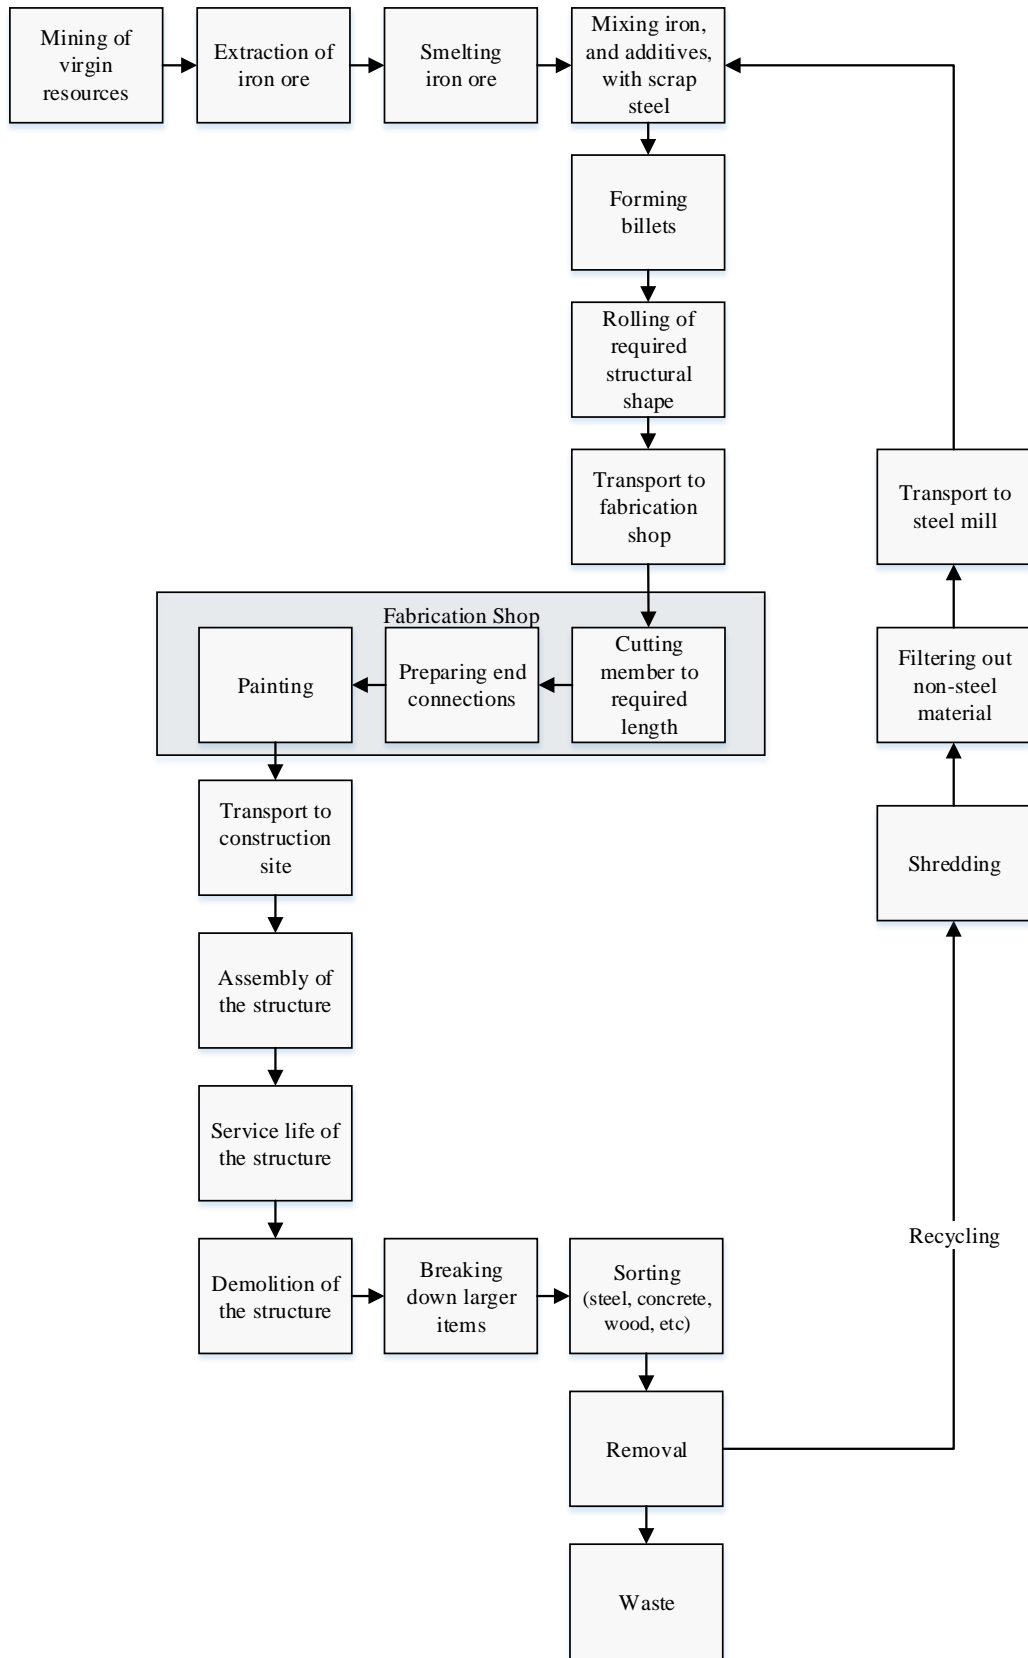 Mining of
virgin
resources
Extraction of
iron ore
Smelting
iron ore
Mixing iron,
and additives,
with scrap
steel
Forming
billets
Rolling of
required
structural
shape
Transport to
fabrication
shop
Transport to
steel mill
Fabrication Shop
Painting
Preparing end
connections
Cutting
member to
required
length
Filtering out
non-steel
material
Transport to
construction
site
Shredding
Assembly of
the structure
Service life of
the structure
Recycling
Demolition of
the structure
Breaking
down larger
items
Sorting
(steel, concrete,
wood, etc)
Removal
Waste